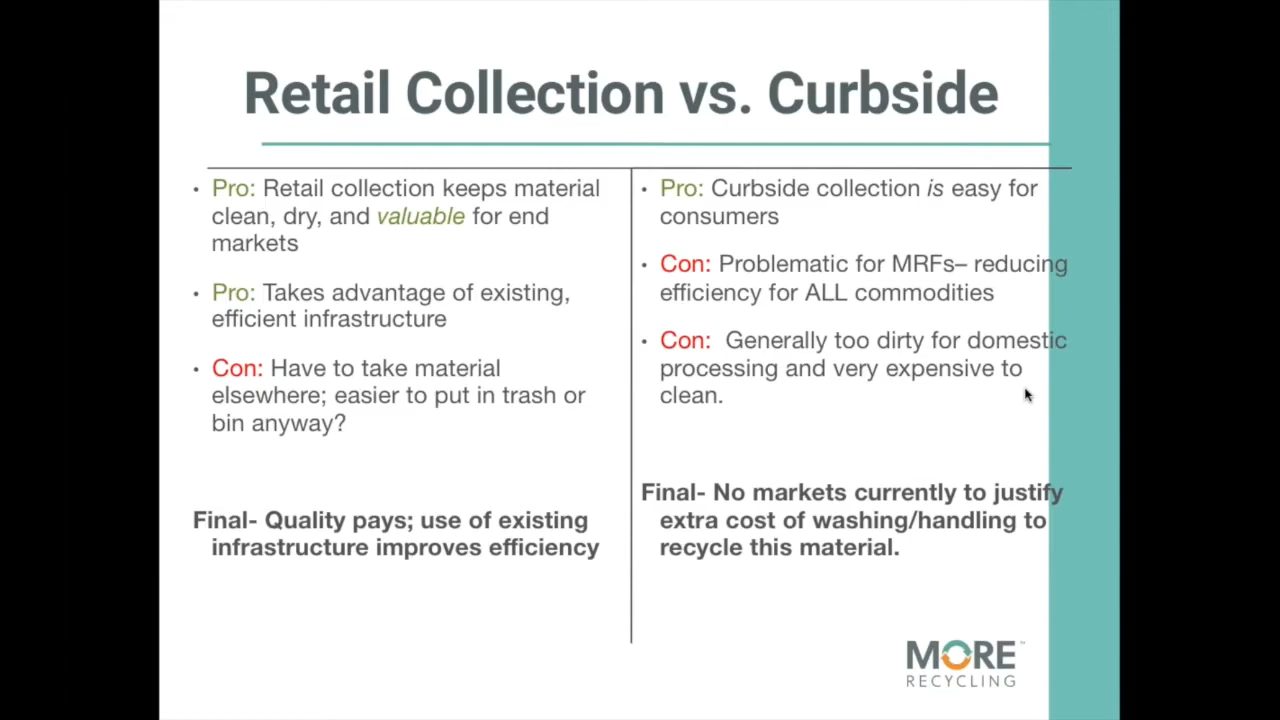 Retail Collection vs. Curbside
• Pro: Retail collection keeps material
clean, dry, and valuable for end
markets
• Pro: Takes advantage of existing,
efficient infrastructure
• Con: Have to take material
elsewhere; easier to put in trash or
bin anyway?
Final- Quality pays; use of existing
infrastructure improves efficiency
• Pro: Curbside collection is easy for
consumers
• Con: Problematic for MRFs– reducing
efficiency for ALL commodities
• Con:  Generally too dirty for domestic
processing and very expensive to
clean.
Final- No markets currently to justify
extra cost of washing/handling to
recycle this material.
MORE™
RECYCLING